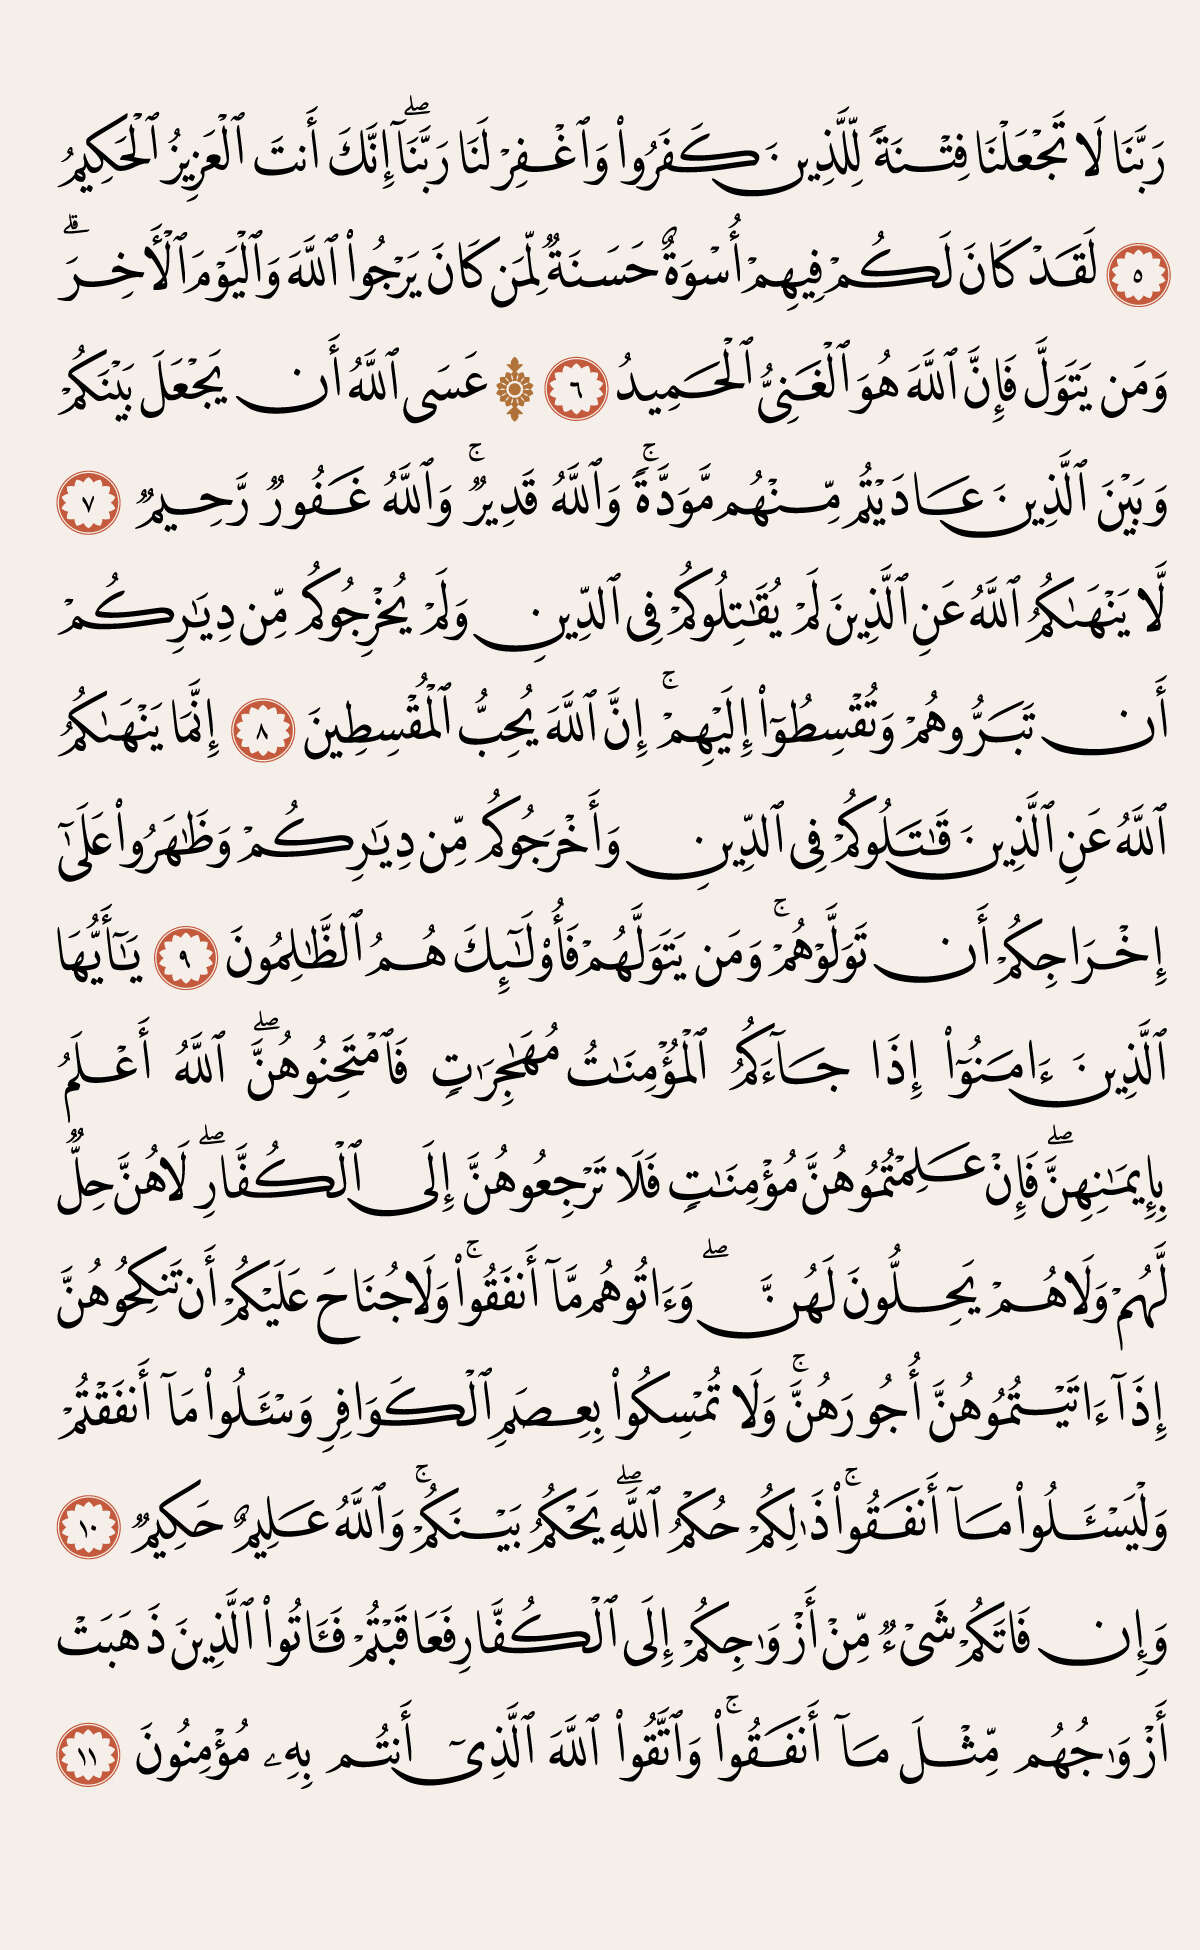 رَبَّنَا لَا تَجْعَلْنَا فِتْنَةً لِّلَّذِينَ كَفَرُوا۟ وَٱغْفِرْ لَنَا رَبَّنَآ ۖ إِنَّكَ أَنتَ ٱلْعَزِيزُ ٱلْحَكِيمُ
٥ لَقَدْ كَانَ لَكُمْ فِيهِمْ أُسْوَةٌ حَسَنَةٌ لِّمَن كَانَ يَرْجُوا۟ ٱللَّهَ وَٱلْيَوْمَ ٱلْـَٔاخِرَ ۚ
وَمَن يَتَوَلَّ فَإِنَّ ٱللَّهَ هُوَ ٱلْغَنِىُّ ٱلْحَمِيدُ ٦ ۞ عَسَى ٱللَّهُ أَن يَجْعَلَ بَيْنَكُمْ
وَبَيْنَ ٱلَّذِينَ عَادَيْتُم مِّنْهُم مَّوَدَّةً ۚ وَٱللَّهُ قَدِيرٌ ۚ وَٱللَّهُ غَفُورٌ رَّحِيمٌ ٧
لَّا يَنْهَىٰكُمُ ٱللَّهُ عَنِ ٱلَّذِينَ لَمْ يُقَـٰتِلُوكُمْ فِى ٱلدِّينِ وَلَمْ يُخْرِجُوكُم مِّن دِيَـٰرِكُمْ
أَن تَبَرُّوهُمْ وَتُقْسِطُوٓا۟ إِلَيْهِمْ ۚ إِنَّ ٱللَّهَ يُحِبُّ ٱلْمُقْسِطِينَ ٨ إِنَّمَا يَنْهَىٰكُمُ
ٱللَّهُ عَنِ ٱلَّذِينَ قَـٰتَلُوكُمْ فِى ٱلدِّينِ وَأَخْرَجُوكُم مِّن دِيَـٰرِكُمْ وَظَـٰهَرُوا۟ عَلَىٰٓ
إِخْرَاجِكُمْ أَن تَوَلَّوْهُمْ ۚ وَمَن يَتَوَلَّهُمْ فَأُو۟لَـٰٓئِكَ هُمُ ٱلظَّـٰلِمُونَ ٩ يَـٰٓأَيُّهَا
ٱلَّذِينَ ءَامَنُوٓا۟ إِذَا جَآءَكُمُ ٱلْمُؤْمِنَـٰتُ مُهَـٰجِرَٰتٍ فَٱمْتَحِنُوهُنَّ ۖ ٱللَّهُ أَعْلَمُ
بِإِيمَـٰنِهِنَّ ۖ فَإِنْ عَلِمْتُمُوهُنَّ مُؤْمِنَـٰتٍ فَلَا تَرْجِعُوهُنَّ إِلَى ٱلْكُفَّارِ ۖ لَا هُنَّ حِلٌّ
لَّهُمْ وَلَا هُمْ يَحِلُّونَ لَهُنَّ ۖ وَءَاتُوهُم مَّآ أَنفَقُوا۟ ۚ وَلَا جُنَاحَ عَلَيْكُمْ أَن تَنكِحُوهُنَّ
إِذَآ ءَاتَيْتُمُوهُنَّ أُجُورَهُنَّ ۚ وَلَا تُمْسِكُوا۟ بِعِصَمِ ٱلْكَوَافِرِ وَسْـَٔلُوا۟ مَآ أَنفَقْتُمْ
وَلْيَسْـَٔلُوا۟ مَآ أَنفَقُوا۟ ۚ ذَٰلِكُمْ حُكْمُ ٱللَّهِ ۖ يَحْكُمُ بَيْنَكُمْ ۚ وَٱللَّهُ عَلِيمٌ حَكِيمٌ ١٠
وَإِن فَاتَكُمْ شَىْءٌ مِّنْ أَزْوَٰجِكُمْ إِلَى ٱلْكُفَّارِ فَعَاقَبْتُمْ فَـَٔاتُوا۟ ٱلَّذِينَ ذَهَبَتْ
أَزْوَٰجُهُم مِّثْلَ مَآ أَنفَقُوا۟ ۚ وَٱتَّقُوا۟ ٱللَّهَ ٱلَّذِىٓ أَنتُم بِهِۦ مُؤْمِنُونَ ١١